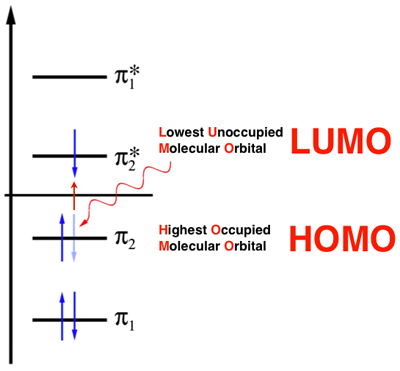 π₁*
Lowest Unoccupied
Molecular Orbital
LUMO
π₂*
π₂
Highest Occupied
Molecular Orbital
HOMO
π₁